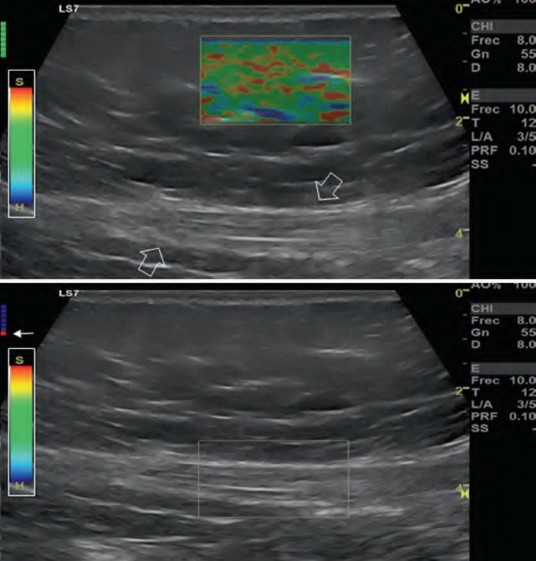 LS7
AO% 100
0
CHI
Frec 8.0
Gn 55
D 8.0
S
E
Frec 10.0
T 12
L/A 3/5
PRF 0.10
SS -
2
H
4
LS7
AO% 100
0
CHI
Frec 8.0
Gn 55
D 8.0
S
E
Frec 10.0
T 12
L/A 3/5
PRF 0.10
SS -
2
H
4